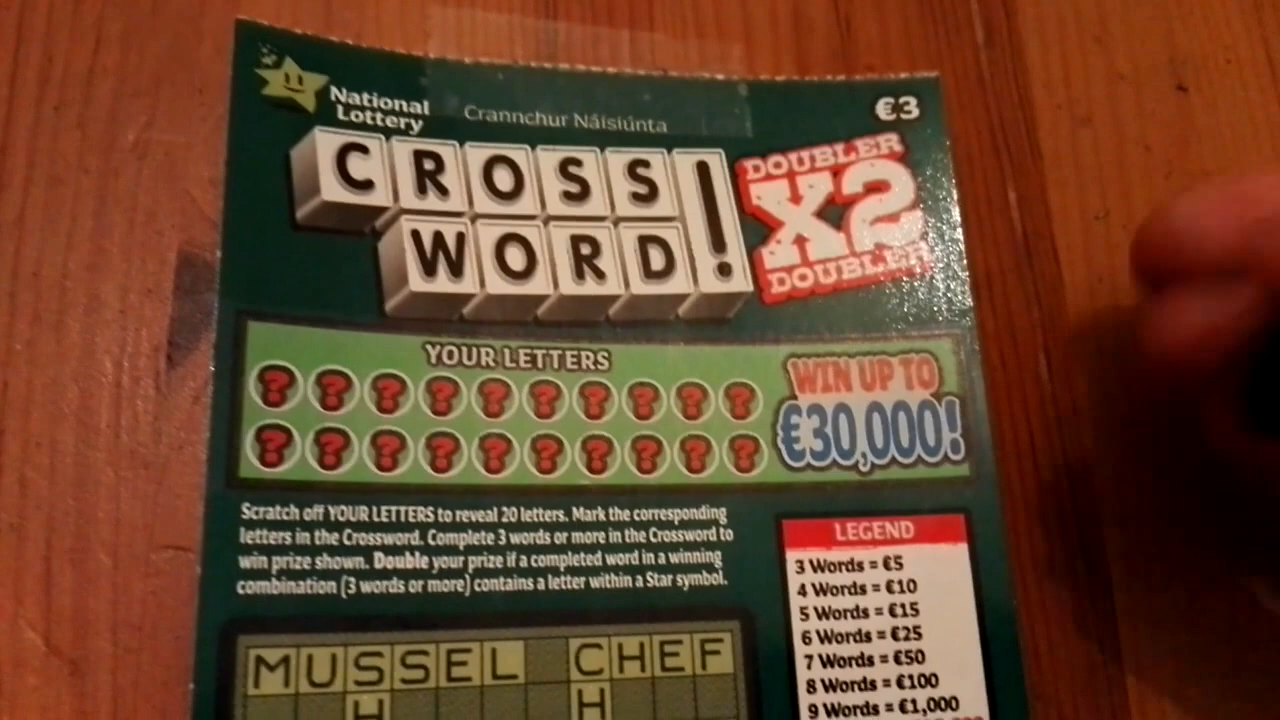 National Lottery
Crannchur Náisiúnta
€3
CROSS
WORD!
DOUBLER
X2
DOUBLER
YOUR LETTERS
? ? ? ? ? ? ? ? ? ?
? ? ? ? ? ? ? ? ? ?
WIN UP TO
€30,000!
Scratch off YOUR LETTERS to reveal 20 letters. Mark the corresponding
letters in the Crossword. Complete 3 words or more in the Crossword to
win prize shown. Double your prize if a completed word in a winning
combination (3 words or more) contains a letter within a Star symbol.
LEGEND
3 Words = €5
4 Words = €10
5 Words = €15
6 Words = €25
7 Words = €50
8 Words = €100
9 Words = €1,000
MUSSEL CHEF
H H